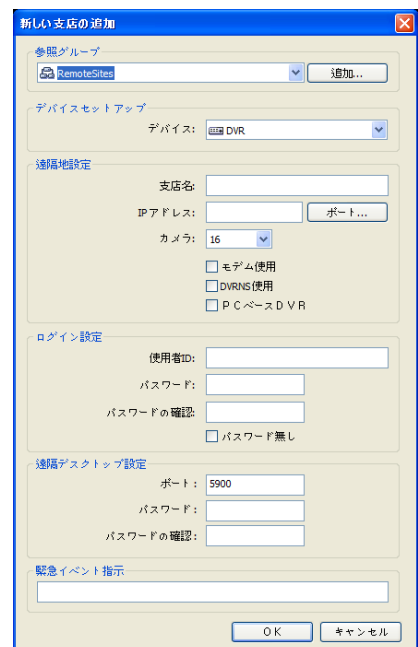 新しい支店の追加
参照グループ
RemoteSites 追加...
デバイスセットアップ
デバイス: DVR
遠隔地設定
支店名:
IPアドレス: ポート...
カメラ: 16
モデム使用
DVRNS使用
ＰＣベースＤＶＲ
ログイン設定
使用者ID:
パスワード:
パスワードの確認:
パスワード無し
遠隔デスクトップ設定
ポート: 5900
パスワード:
パスワードの確認:
緊急イベント指示
OK キャンセル